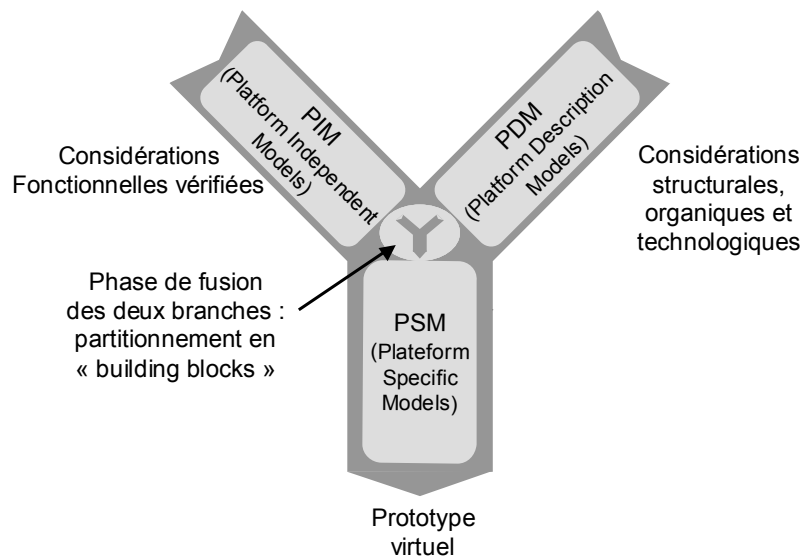 PIM
(Platform Independent
Models)
PDM
(Platform Description
Models)
Considérations
Fonctionnelles vérifiées
Considérations
structurales,
organiques et
technologiques
Phase de fusion
des deux branches :
partitionnement en
« building blocks »
PSM
(Plateform
Specific
Models)
Prototype
virtuel